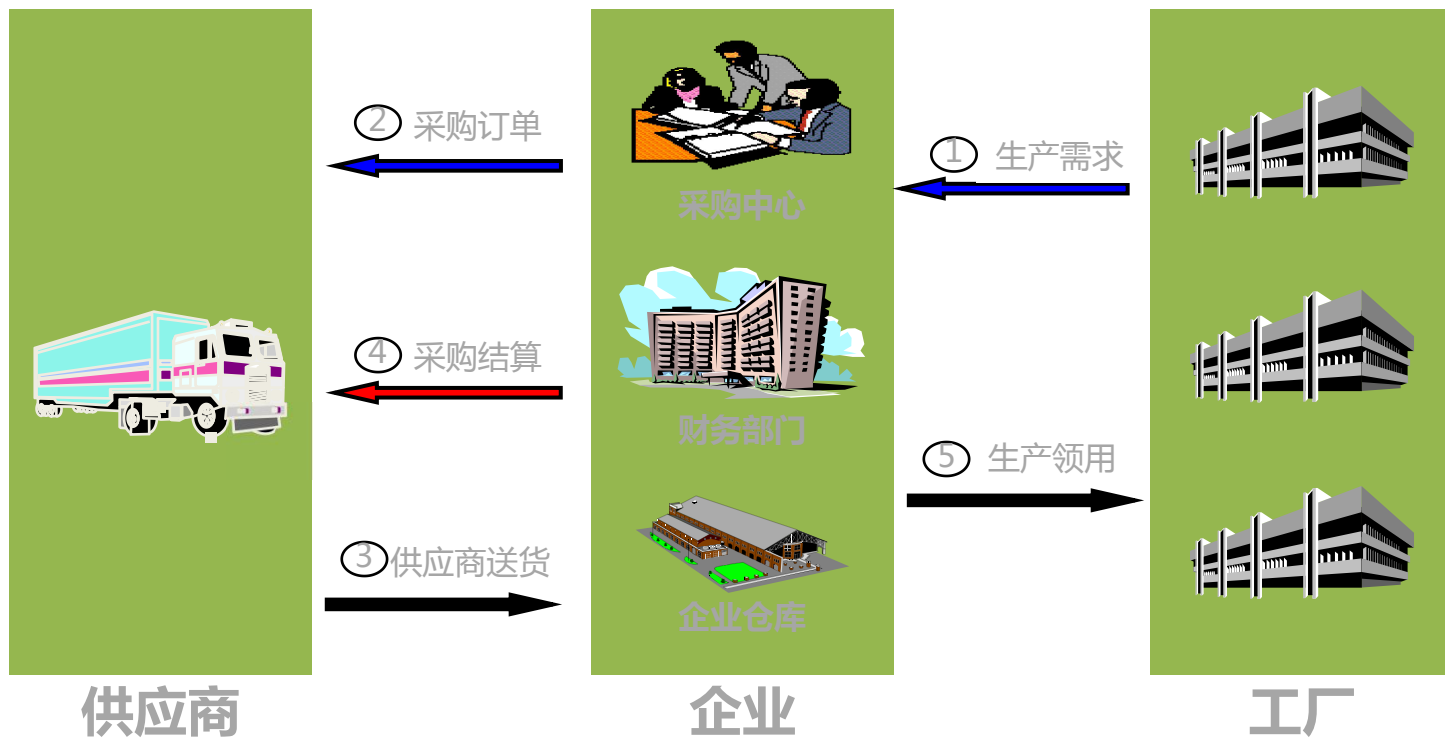 ② 采购订单
① 生产需求
采购中心
④ 采购结算
财务部门
⑤ 生产领用
③ 供应商送货
企业仓库
供应商
企业
工厂